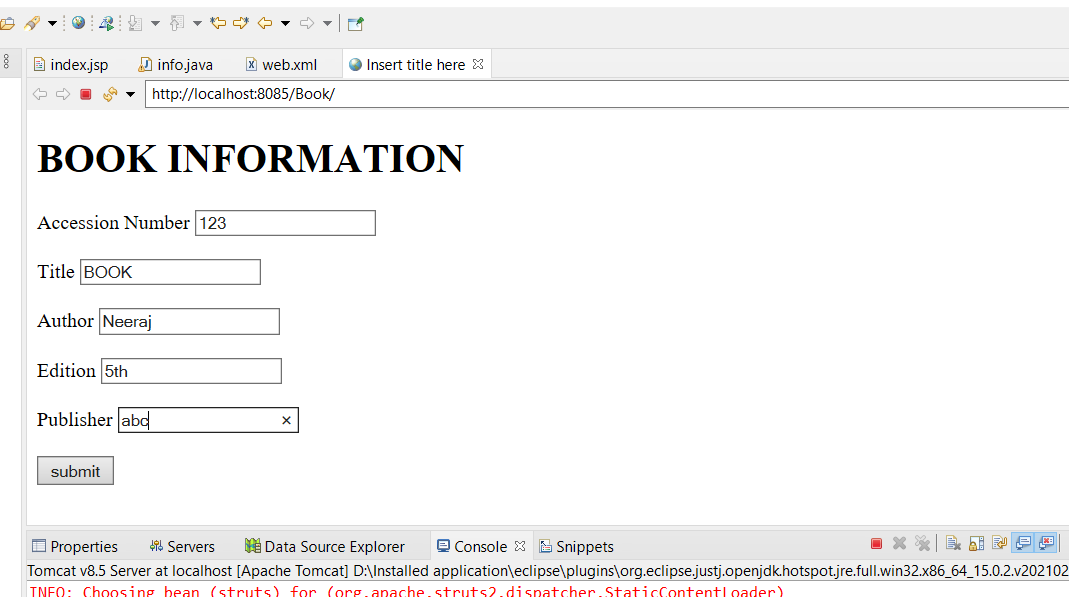 index.jsp info.java web.xml Insert title here
http://localhost:8085/Book/
BOOK INFORMATION
Accession Number 123
Title BOOK
Author Neeraj
Edition 5th
Publisher abc
submit
Properties Servers Data Source Explorer Console Snippets
Tomcat v8.5 Server at localhost [Apache Tomcat] D:\Installed application\eclipse\plugins\org.eclipse.justj.openjdk.hotspot.jre.full.win32.x86_64_15.0.2.v202102
INFO: Choosing bean (struts) for (org.apache.struts2.dispatcher.StaticContentLoader)